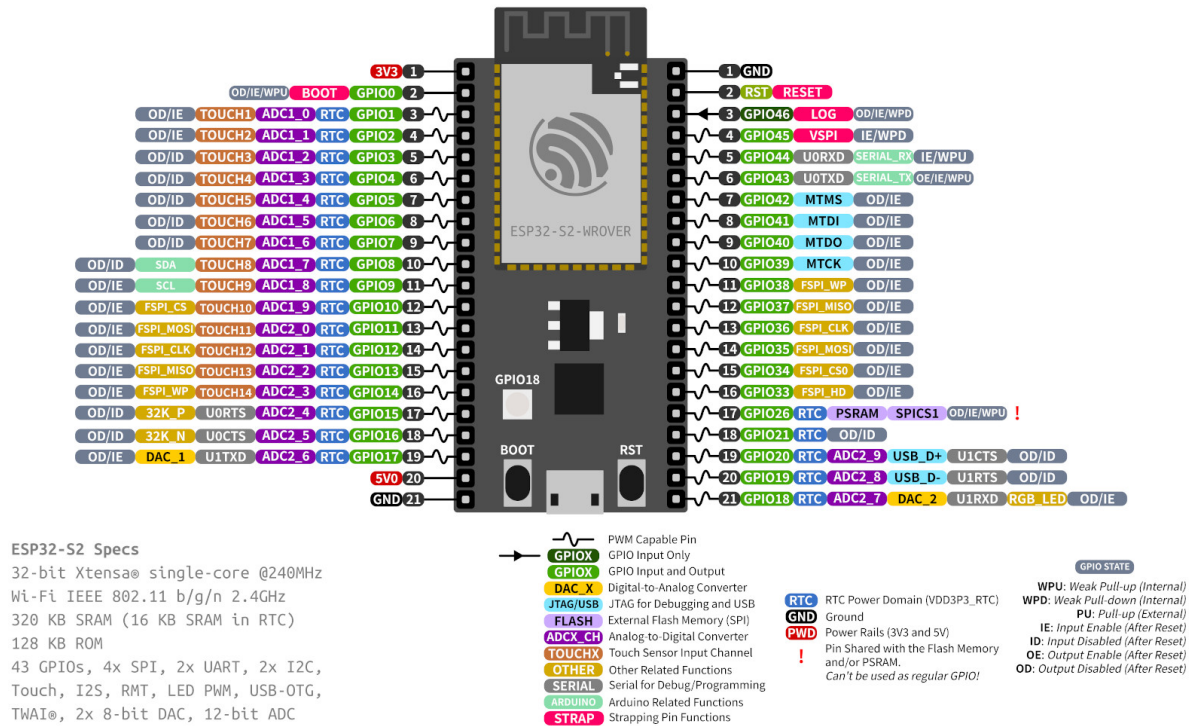 3V3 1
OD/IE/WPU BOOT GPIO0 2
OD/IE TOUCH1 ADC1_0 RTC GPIO1 3
OD/IE TOUCH2 ADC1_1 RTC GPIO2 4
OD/ID TOUCH3 ADC1_2 RTC GPIO3 5
OD/ID TOUCH4 ADC1_3 RTC GPIO4 6
OD/ID TOUCH5 ADC1_4 RTC GPIO5 7
OD/ID TOUCH6 ADC1_5 RTC GPIO6 8
OD/ID TOUCH7 ADC1_6 RTC GPIO7 9
OD/ID SDA TOUCH8 ADC1_7 RTC GPIO8 10
OD/IE SCL TOUCH9 ADC1_8 RTC GPIO9 11
OD/IE FSPI_CS TOUCH10 ADC1_9 RTC GPIO10 12
OD/IE FSPI_MOSI TOUCH11 ADC2_0 RTC GPIO11 13
OD/IE FSPI_CLK TOUCH12 ADC2_1 RTC GPIO12 14
OD/IE FSPI_MISO TOUCH13 ADC2_2 RTC GPIO13 15
OD/IE FSPI_WP TOUCH14 ADC2_3 RTC GPIO14 16
OD/ID 32K_P U0RTS ADC2_4 RTC GPIO15 17
OD/ID 32K_N U0CTS ADC2_5 RTC GPIO16 18
OD/IE DAC_1 U1TXD ADC2_6 RTC GPIO17 19
5V0 20
GND 21
ESP32-S2-WROVER
GPIO18
BOOT
RST
1 GND
2 RST RESET
3 GPIO46 LOG OD/IE/WPD
4 GPIO45 VSPI IE/WPD
5 GPIO44 U0RXD SERIAL_RX IE/WPU
6 GPIO43 U0TXD SERIAL_TX OE/IE/WPU
7 GPIO42 MTMS OD/IE
8 GPIO41 MTDI OD/IE
9 GPIO40 MTDO OD/IE
10 GPIO39 MTCK OD/IE
11 GPIO38 FSPI_WP OD/IE
12 GPIO37 FSPI_MISO OD/IE
13 GPIO36 FSPI_CLK OD/IE
14 GPIO35 FSPI_MOSI OD/IE
15 GPIO34 FSPI_CS0 OD/IE
16 GPIO33 FSPI_HD OD/IE
17 GPIO26 RTC PSRAM SPICS1 OD/IE/WPU !
18 GPIO21 RTC OD/ID
19 GPIO20 RTC ADC2_9 USB_D+ U1CTS OD/ID
20 GPIO19 RTC ADC2_8 USB_D- U1RTS OD/ID
21 GPIO18 RTC ADC2_7 DAC_2 U1RXD RGB_LED OD/IE
ESP32-S2 Specs
32-bit Xtensa® single-core @240MHz
Wi-Fi IEEE 802.11 b/g/n 2.4GHz
320 KB SRAM (16 KB SRAM in RTC)
128 KB ROM
43 GPIOs, 4x SPI, 2x UART, 2x I2C,
Touch, I2S, RMT, LED PWM, USB-OTG,
TWAI®, 2x 8-bit DAC, 12-bit ADC
PWM Capable Pin
GPIOX GPIO Input Only
GPIOX GPIO Input and Output
DAC_X Digital-to-Analog Converter
JTAG/USB JTAG for Debugging and USB
FLASH External Flash Memory (SPI)
ADCX_CH Analog-to-Digital Converter
TOUCHX Touch Sensor Input Channel
OTHER Other Related Functions
SERIAL Serial for Debug/Programming
ARDUINO Arduino Related Functions
STRAP Strapping Pin Functions
RTC RTC Power Domain (VDD3P3_RTC)
GND Ground
PWD Power Rails (3V3 and 5V)
! Pin Shared with the Flash Memory
and/or PSRAM.
Can't be used as regular GPIO!
GPIO STATE
WPU: Weak Pull-up (Internal)
WPD: Weak Pull-down (Internal)
PU: Pull-up (External)
IE: Input Enable (After Reset)
ID: Input Disabled (After Reset)
OE: Output Enable (After Reset)
OD: Output Disabled (After Reset)